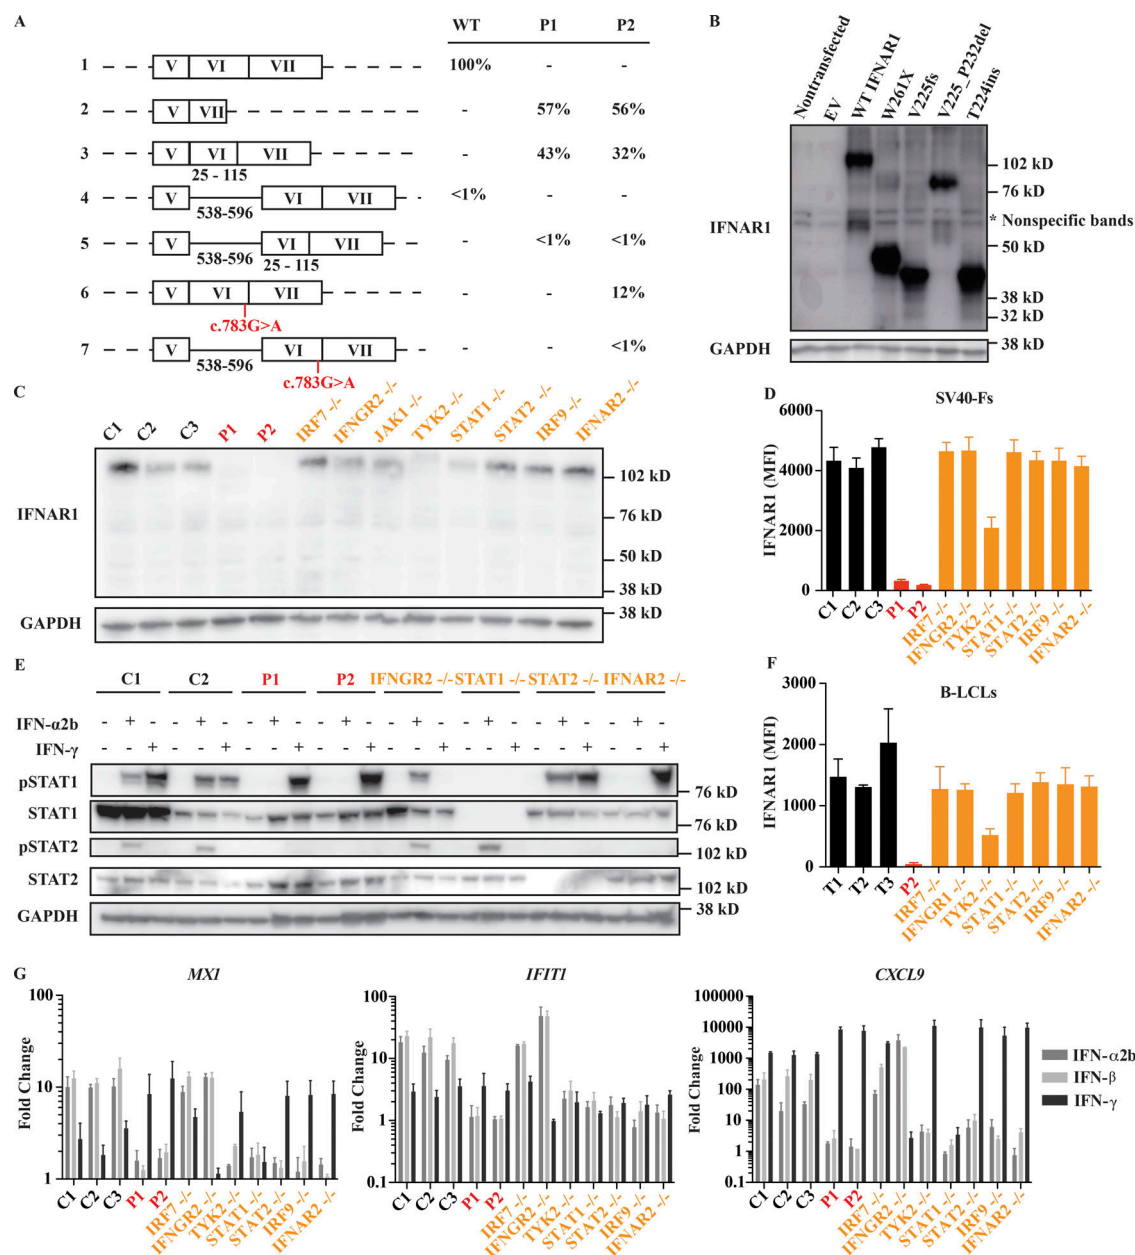 A
WT P1 P2
1 V VI VII 100% - -
2 V VII - 57% 56%
3 V VI VII - 43% 32%
25 - 115
4 V VI VII <1% - -
538-596
5 V VI VII - <1% <1%
538-596 25 - 115
6 V VI VII - - 12%
c.783G>A
7 V VI VII - - <1%
538-596
c.783G>A
B
Nontransfected EV WT IFNAR1 W261X V225fs V225_P232del T224ins
102 kD
76 kD
* Nonspecific bands
IFNAR1
50 kD
38 kD
32 kD
GAPDH 38 kD
C
C1 C2 C3 P1 P2 IRF7 -/- IFNGR2 -/- JAK1 -/- TYK2 -/- STAT1 -/- STAT2 -/- IRF9 -/- IFNAR2 -/-
102 kD
IFNAR1
76 kD
50 kD
38 kD
GAPDH 38 kD
D
SV40-Fs
IFNAR1 (MFI)
6000
4000
2000
0
C1 C2 C3 P1 P2 IRF7 -/- IFNGR2 -/- TYK2 -/- STAT1 -/- STAT2 -/- IRF9 -/- IFNAR2 -/-
E
C1 C2 P1 P2 IFNGR2 -/- STAT1 -/- STAT2 -/- IFNAR2 -/-
IFN-α2b - + - - + - - + - - + - - + - - + - - + - - + -
IFN-γ - - + - - + - - + - - + - - + - - + - - + - - +
pSTAT1 76 kD
STAT1 76 kD
pSTAT2 102 kD
STAT2 102 kD
GAPDH 38 kD
F
B-LCLs
IFNAR1 (MFI)
3000
2000
1000
0
T1 T2 T3 P2 IRF7 -/- IFNGR1 -/- TYK2 -/- STAT1 -/- STAT2 -/- IRF9 -/- IFNAR2 -/-
G
MX1
Fold Change
100
10
1
C1 C2 C3 P1 P2 IRF7 -/- IFNGR2 -/- TYK2 -/- STAT1 -/- STAT2 -/- IRF9 -/- IFNAR2 -/-
IFIT1
Fold Change
100
10
1
0.1
C1 C2 C3 P1 P2 IRF7 -/- IFNGR2 -/- TYK2 -/- STAT1 -/- STAT2 -/- IRF9 -/- IFNAR2 -/-
CXCL9
Fold Change
100000
10000
1000
100
10
1
0.1
C1 C2 C3 P1 P2 IRF7 -/- IFNGR2 -/- TYK2 -/- STAT1 -/- STAT2 -/- IRF9 -/- IFNAR2 -/-
IFN-α2b
IFN-β
IFN-γ